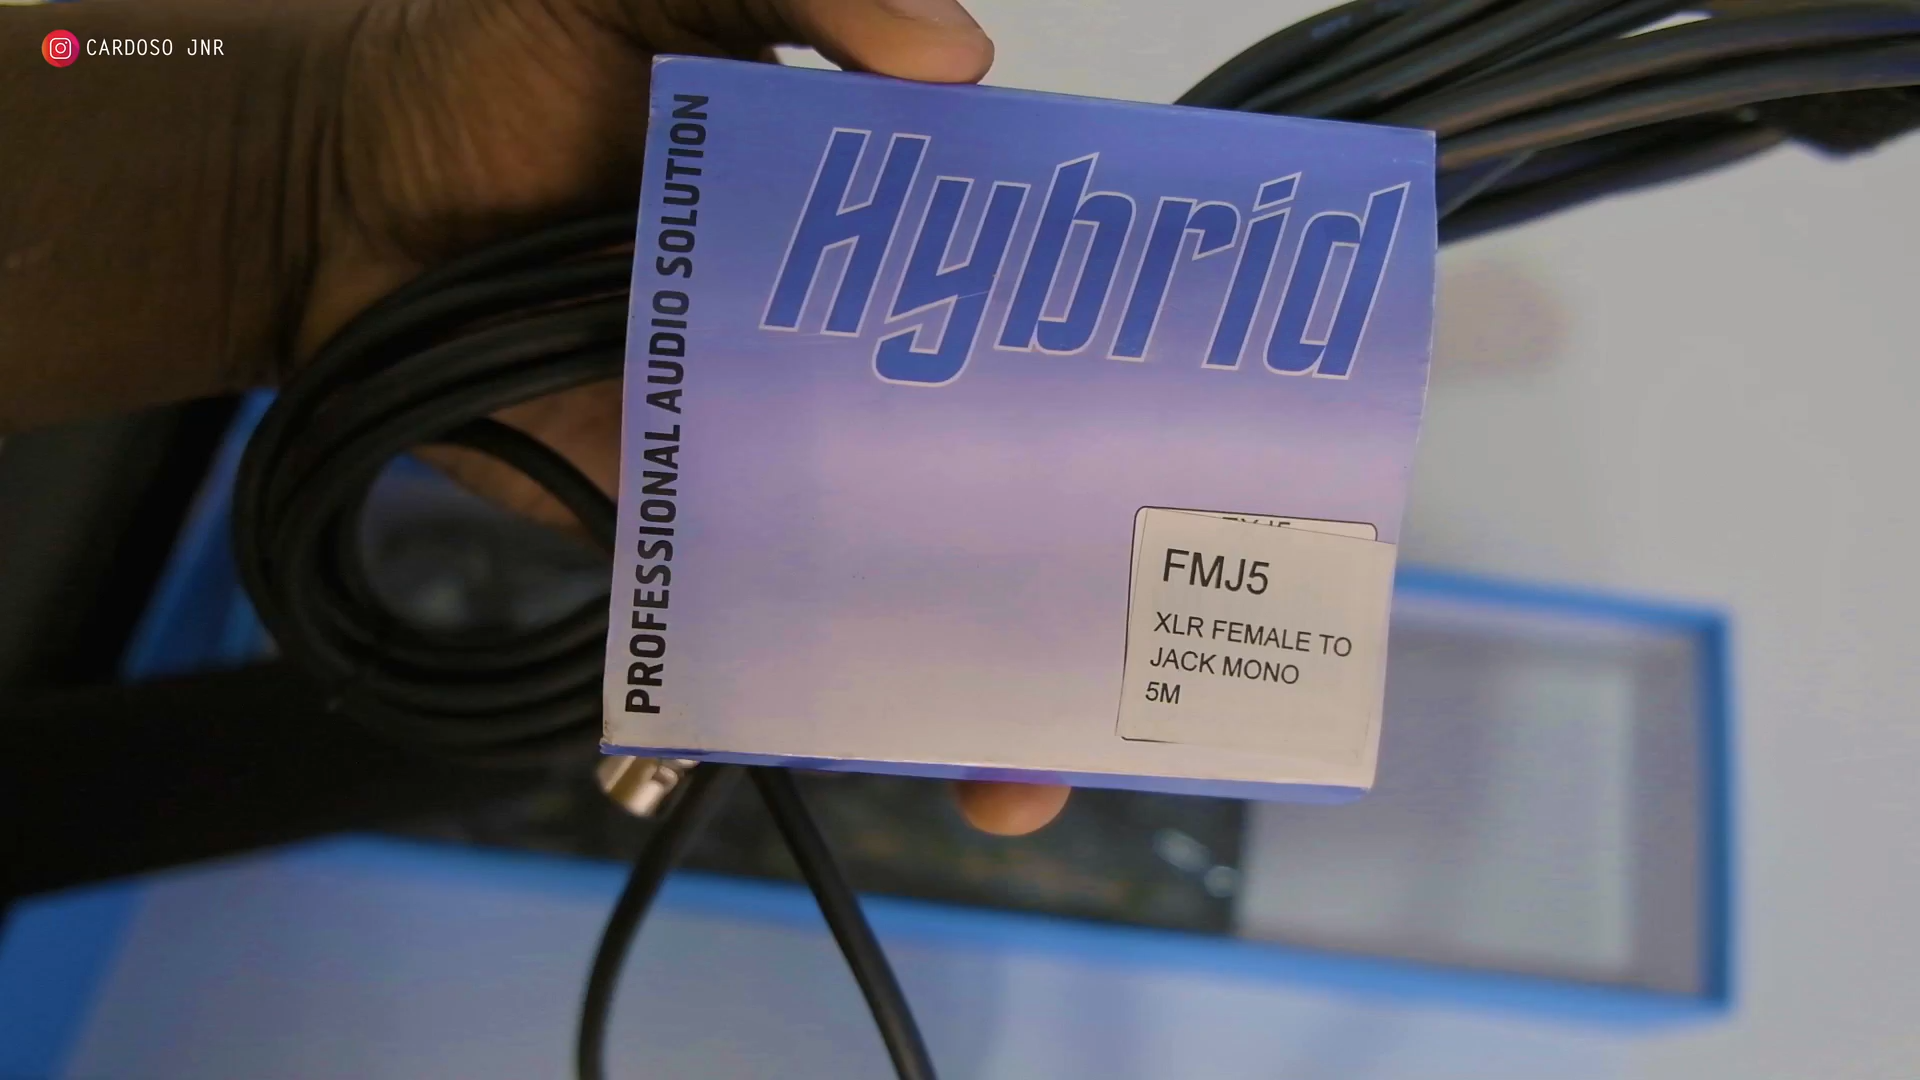 CARDOSO JNR
PROFESSIONAL AUDIO SOLUTION
Hybrid
FMJ5
XLR FEMALE TO
JACK MONO
5M